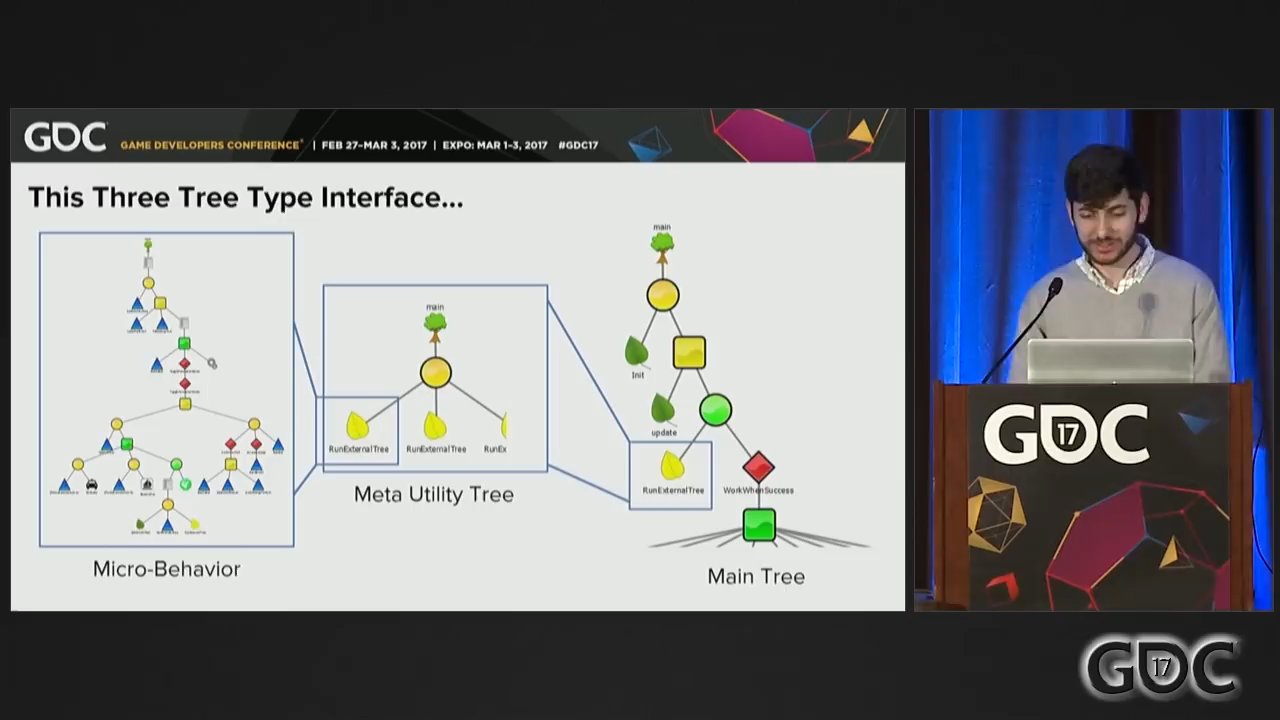 GDC
GAME DEVELOPERS CONFERENCE® | FEB 27–MAR 3, 2017 | EXPO: MAR 1–3, 2017 #GDC17
This Three Tree Type Interface...
main
Init
update
RunExternalTree
WorkWhenSuccess
Main Tree
main
RunExternalTree
RunExternalTree
RunEx
Meta Utility Tree
Micro-Behavior
GDC
17
GDC
17